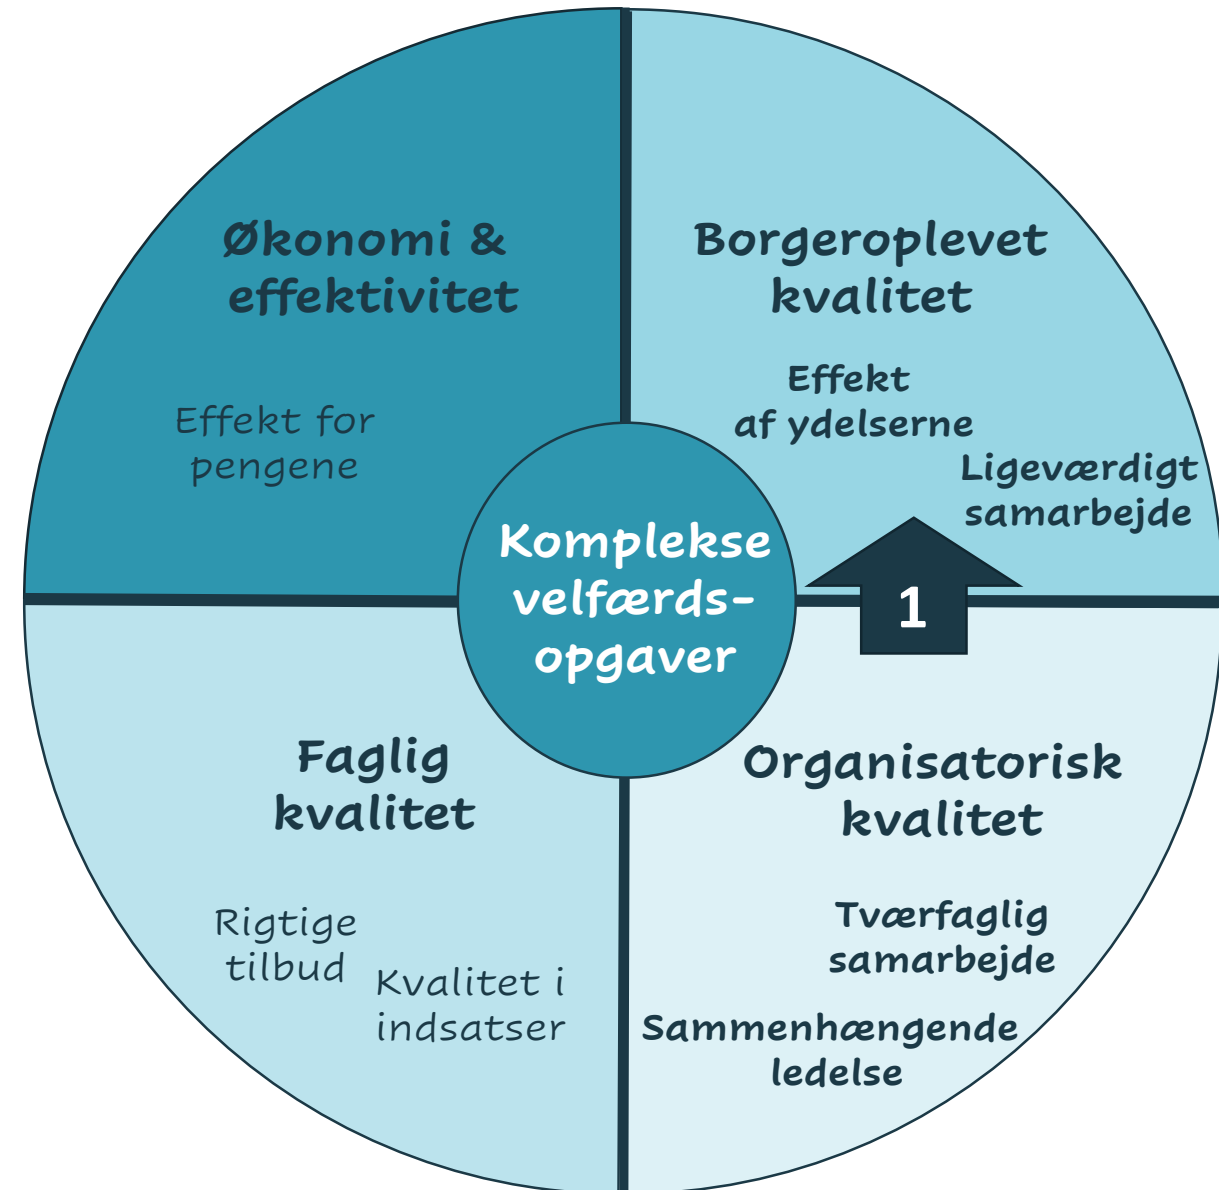 Økonomi &
effektivitet
Effekt for
pengene
Borgeroplevet
kvalitet
Effekt
af ydelserne
Ligeværdigt
samarbejde
Komplekse
velfærds-
opgaver
1
Faglig
kvalitet
Rigtige
tilbud
Kvalitet i
indsatser
Organisatorisk
kvalitet
Tværfaglig
samarbejde
Sammenhængende
ledelse